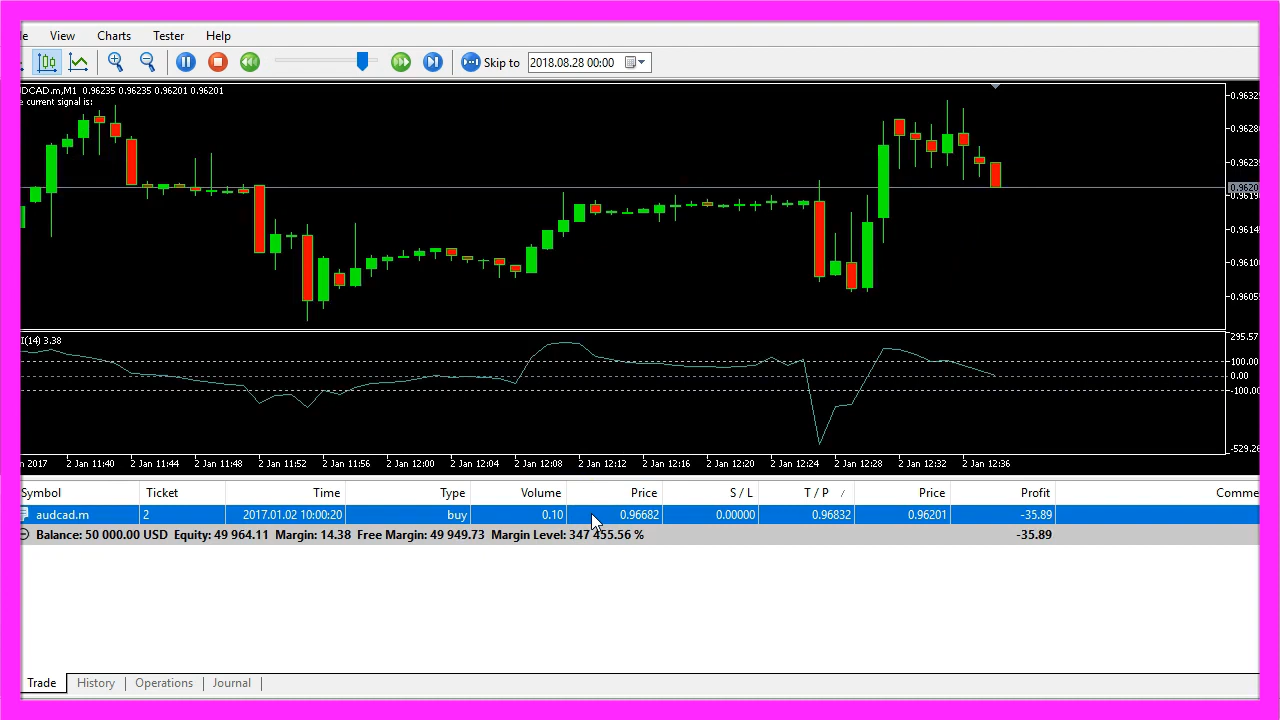 le View Charts Tester Help
Skip to 2018.08.28 00:00
DCAD.m,M1 0.96235 0.96235 0.96201 0.96201
e current signal is:
0.96325
0.96280
0.96235
0.96201
0.96190
0.96145
0.96100
0.96055
I(14) 3.38
295.57
100.00
0.00
-100.00
-529.26
n 2017 2 Jan 11:40 2 Jan 11:44 2 Jan 11:48 2 Jan 11:52 2 Jan 11:56 2 Jan 12:00 2 Jan 12:04 2 Jan 12:08 2 Jan 12:12 2 Jan 12:16 2 Jan 12:20 2 Jan 12:24 2 Jan 12:28 2 Jan 12:32 2 Jan 12:36
Symbol Ticket Time Type Volume Price S / L T / P / Price Profit Comme
audcad.m 2 2017.01.02 10:00:20 buy 0.10 0.96682 0.00000 0.96832 0.96201 -35.89
Balance: 50 000.00 USD Equity: 49 964.11 Margin: 14.38 Free Margin: 49 949.73 Margin Level: 347 455.56 % -35.89
Trade History Operations Journal